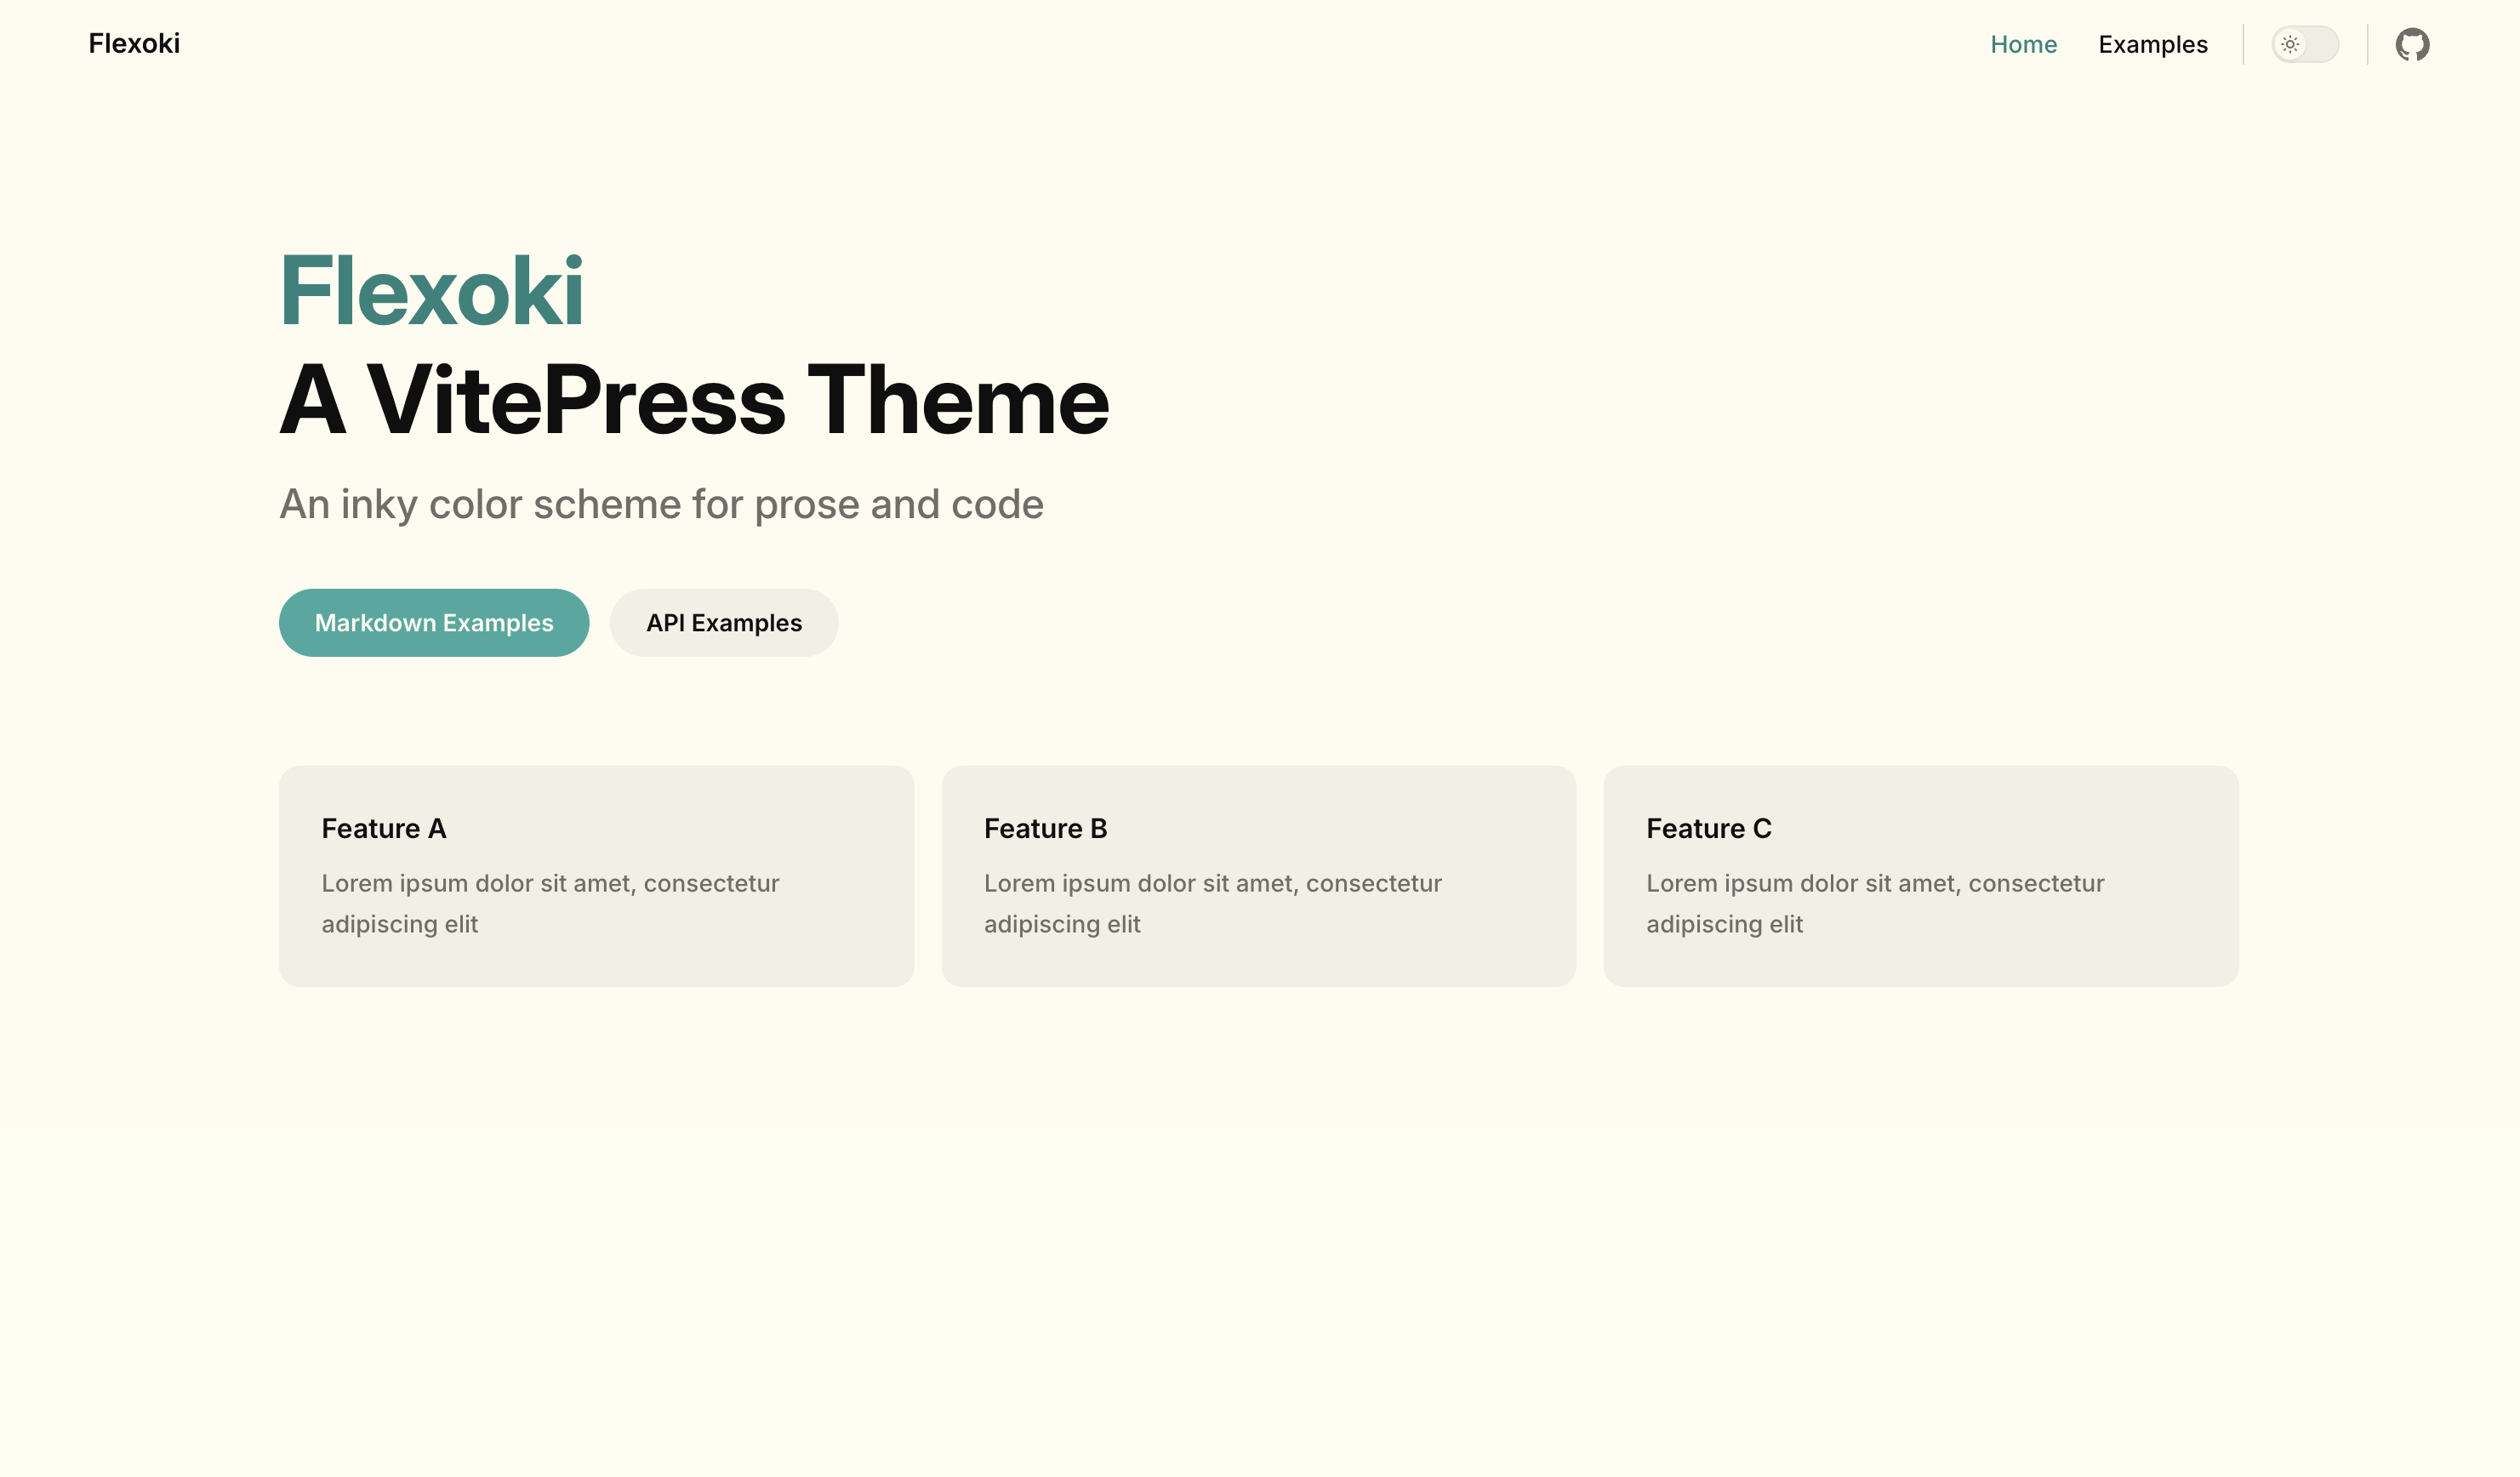 Flexoki
Home
Examples
Flexoki
A VitePress Theme
An inky color scheme for prose and code
Markdown Examples
API Examples
Feature A
Lorem ipsum dolor sit amet, consectetur
adipiscing elit
Feature B
Lorem ipsum dolor sit amet, consectetur
adipiscing elit
Feature C
Lorem ipsum dolor sit amet, consectetur
adipiscing elit